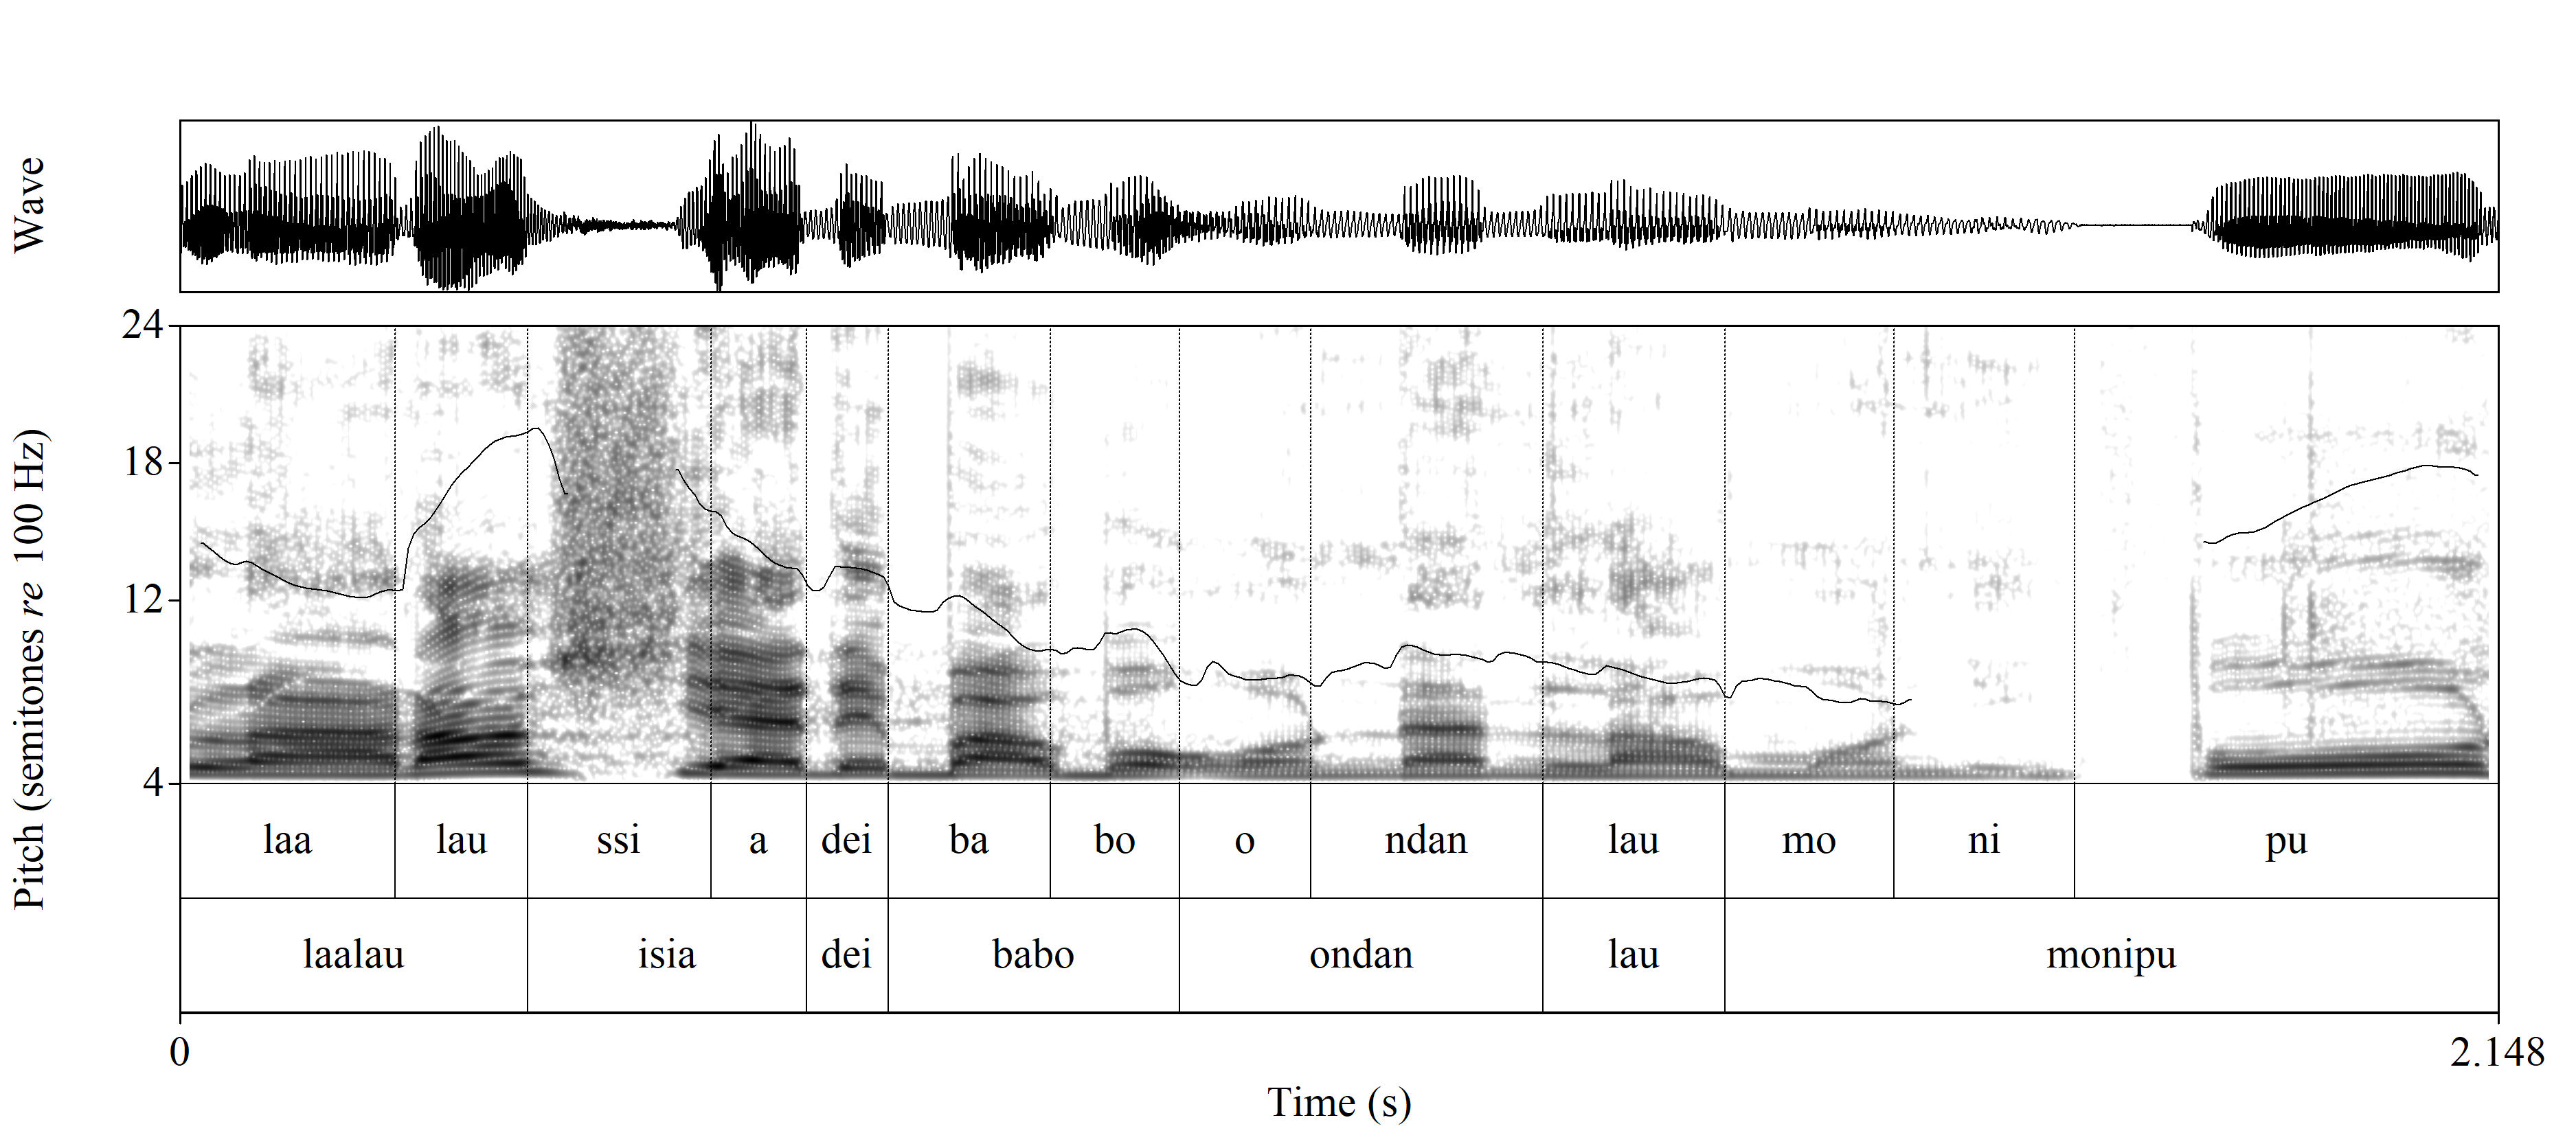 Wave
Pitch (semitones re 100 Hz)
24
18
12
4
laa lau ssi a dei ba bo o ndan lau mo ni pu
laalau isia dei babo ondan lau monipu
0 2.148
Time (s)